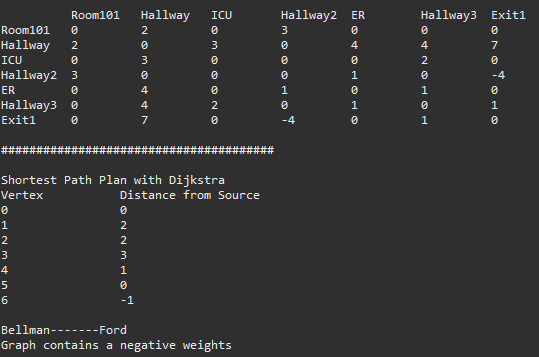 Room101 Hallway ICU Hallway2 ER Hallway3 Exit1
Room101 0 2 0 3 0 0 0
Hallway 2 0 3 0 4 4 7
ICU 0 3 0 0 0 2 0
Hallway2 3 0 0 0 1 0 -4
ER 0 4 0 1 0 1 0
Hallway3 0 4 2 0 1 0 1
Exit1 0 7 0 -4 0 1 0
#######################################
Shortest Path Plan with Dijkstra
Vertex Distance from Source
0 0
1 2
2 2
3 3
4 1
5 0
6 -1
Bellman-------Ford
Graph contains a negative weights